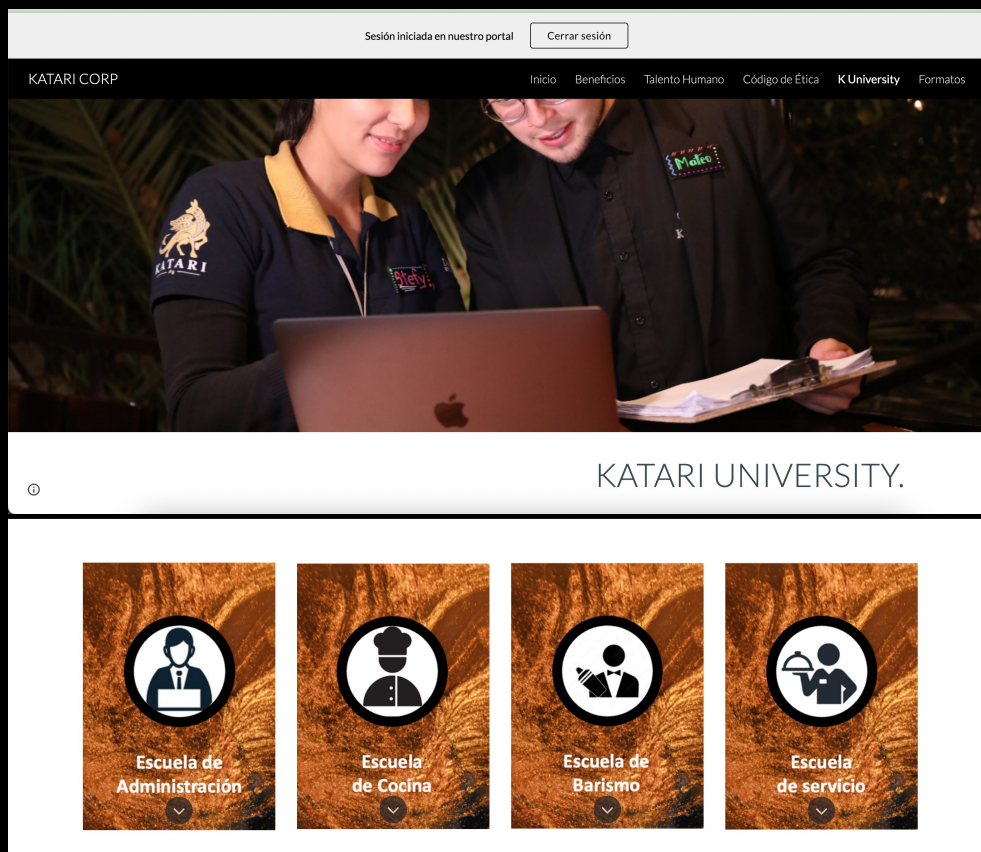 Sesión iniciada en nuestro portal
Cerrar sesión
KATARI CORP
Inicio
Beneficios
Talento Humano
Código de Ética
K University
Formatos
Mateo
K
KATARI
Stefy
KATARI UNIVERSITY.
Escuela de
Administración
Escuela
de Cocina
Escuela de
Barismo
Escuela
de servicio